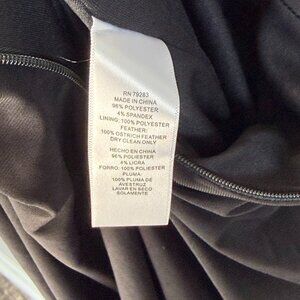 RN 79283
MADE IN CHINA
96% POLYESTER
4% SPANDEX
LINING: 100% POLYESTER
FEATHER:
100% OSTRICH FEATHER
DRY CLEAN ONLY
HECHO EN CHINA
96% POLIESTER
4% LICRA
FORRO: 100% POLIESTER
PLUMA:
100% PLUMA DE
AVESTRUZ
LAVAR EN SECO
SOLAMENTE